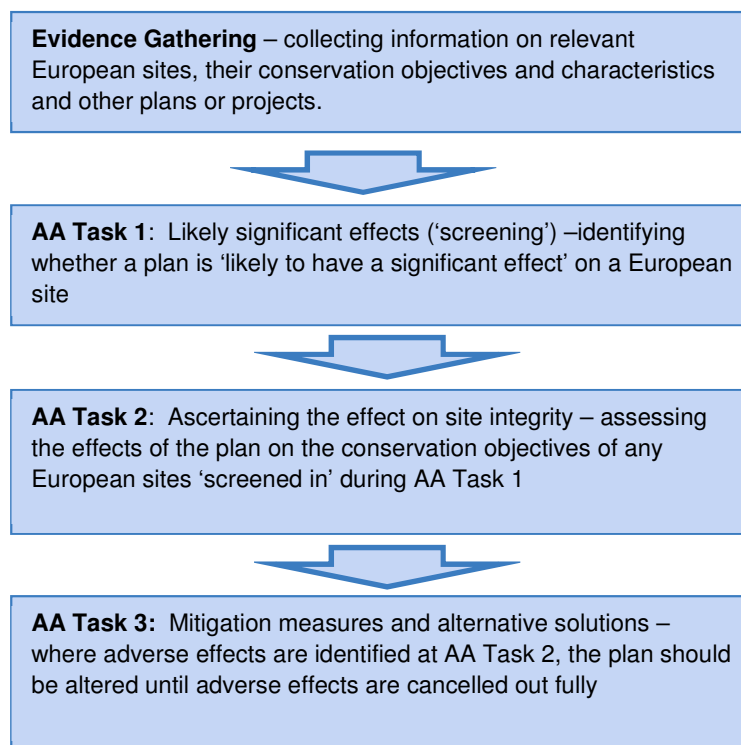 Evidence Gathering – collecting information on relevant
European sites, their conservation objectives and characteristics
and other plans or projects.
AA Task 1:  Likely significant effects (‘screening’) –identifying
whether a plan is ‘likely to have a significant effect’ on a European
site
AA Task 2:  Ascertaining the effect on site integrity – assessing
the effects of the plan on the conservation objectives of any
European sites ‘screened in’ during AA Task 1
AA Task 3:  Mitigation measures and alternative solutions –
where adverse effects are identified at AA Task 2, the plan should
be altered until adverse effects are cancelled out fully